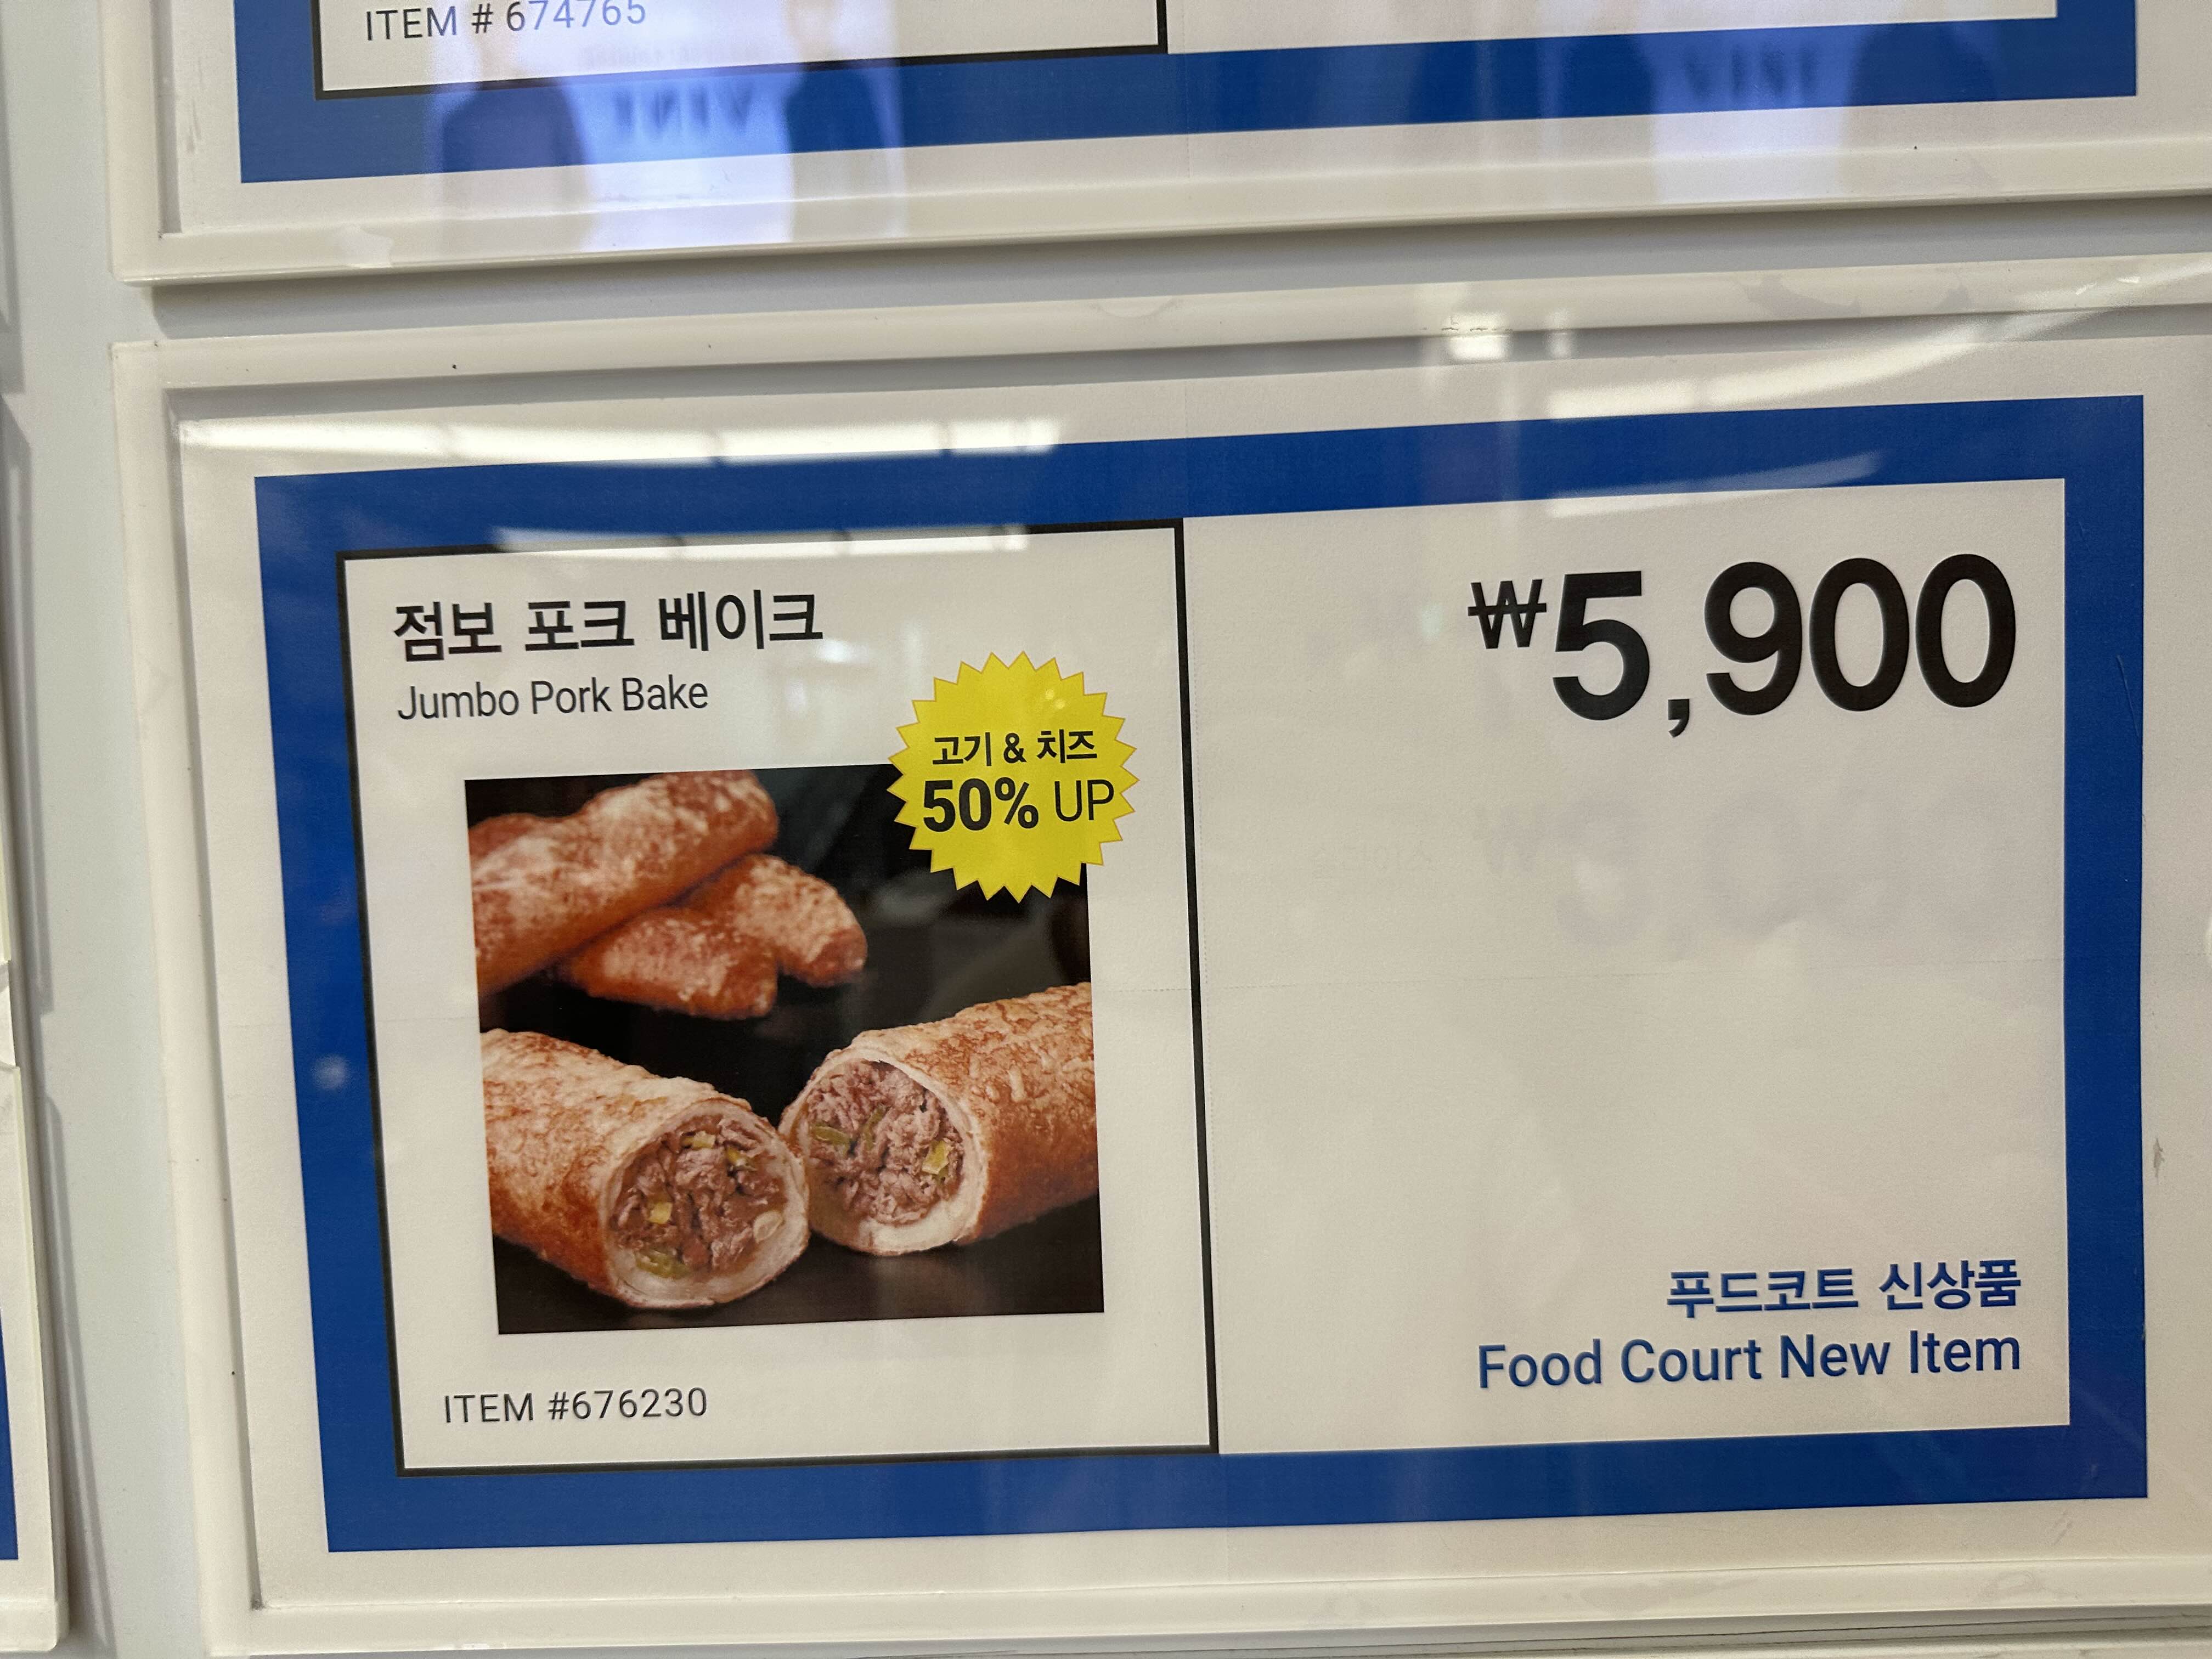 ITEM # 674765
점보 포크 베이크
Jumbo Pork Bake
고기 & 치즈
50% UP
₩5,900
ITEM #676230
푸드코트 신상품
Food Court New Item